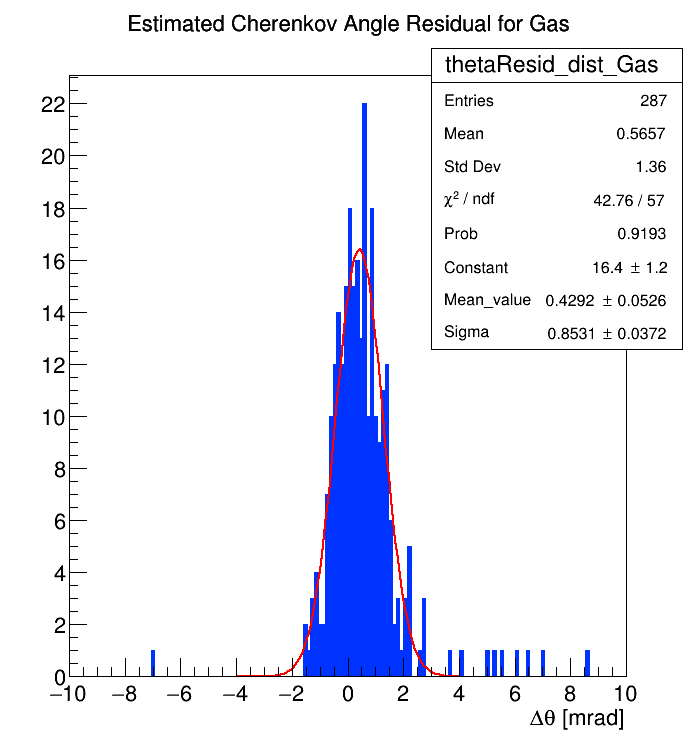 Estimated Cherenkov Angle Residual for Gas
thetaResid_dist_Gas
Entries 287
Mean 0.5657
Std Dev 1.36
χ² / ndf 42.76 / 57
Prob 0.9193
Constant 16.4 ± 1.2
Mean_value 0.4292 ± 0.0526
Sigma 0.8531 ± 0.0372
22
20
18
16
14
12
10
8
6
4
2
0
−10 −8 −6 −4 −2 0 2 4 6 8 10
Δθ [mrad]